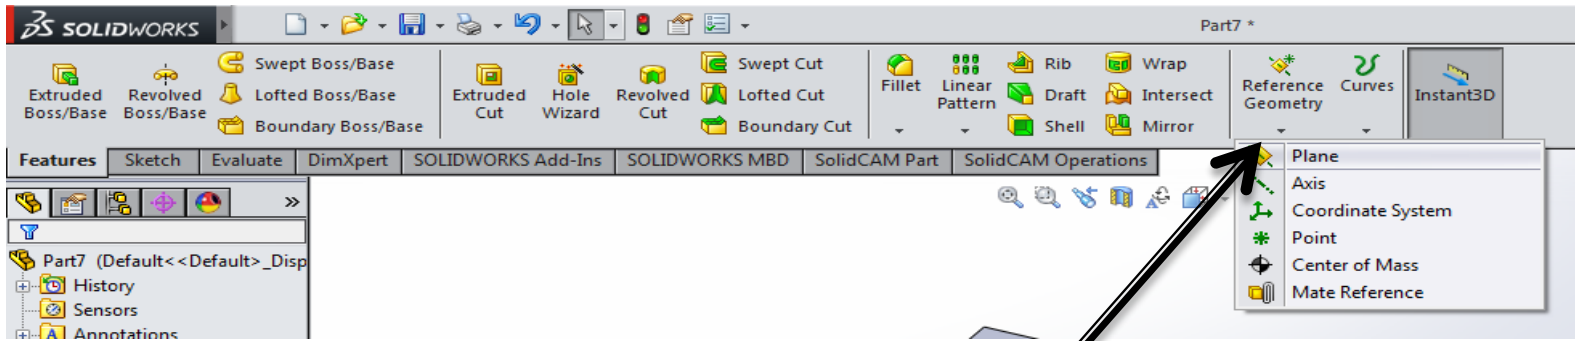 SOLIDWORKS
Part7 *
Extruded Boss/Base
Revolved Boss/Base
Swept Boss/Base
Lofted Boss/Base
Boundary Boss/Base
Extruded Cut
Hole Wizard
Revolved Cut
Swept Cut
Lofted Cut
Boundary Cut
Fillet
Linear Pattern
Rib
Draft
Shell
Wrap
Intersect
Mirror
Reference Geometry
Curves
Instant3D
Features Sketch Evaluate DimXpert SOLIDWORKS Add-Ins SOLIDWORKS MBD SolidCAM Part SolidCAM Operations
Plane
Axis
Coordinate System
Point
Center of Mass
Mate Reference
Part7 (Default<<Default>_Disp
History
Sensors
Annotations